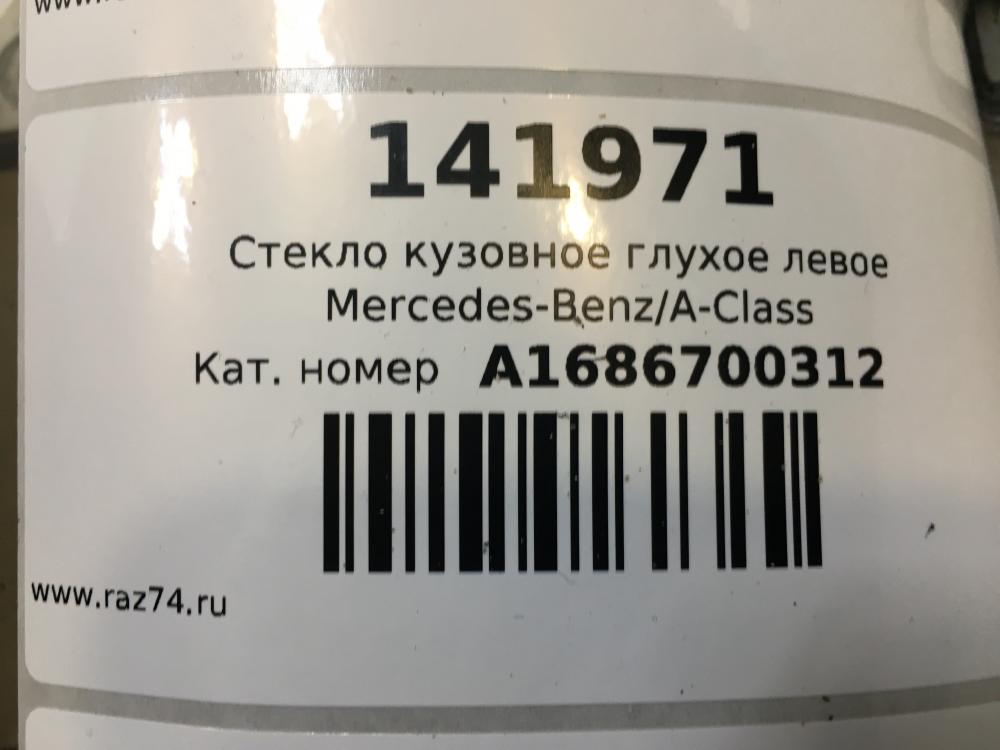 141971
Стекло кузовное глухое левое
Mercedes-Benz/A-Class
Кат. номер A1686700312
www.raz74.ru